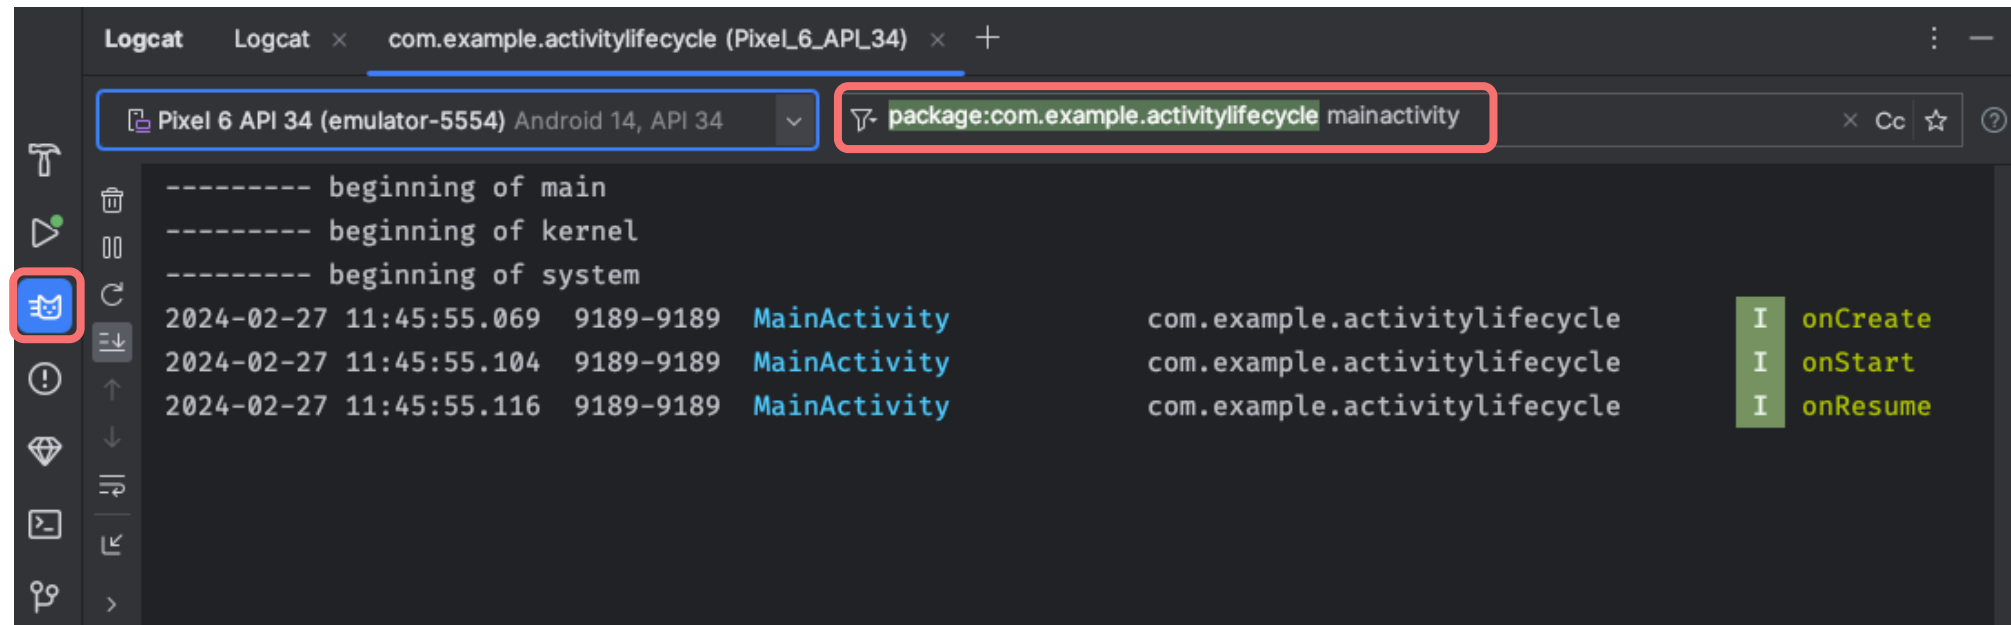 Logcat Logcat com.example.activitylifecycle (Pixel_6_API_34)
Pixel 6 API 34 (emulator-5554) Android 14, API 34 package:com.example.activitylifecycle mainactivity Cc
--------- beginning of main
--------- beginning of kernel
--------- beginning of system
2024-02-27 11:45:55.069 9189-9189 MainActivity com.example.activitylifecycle I onCreate
2024-02-27 11:45:55.104 9189-9189 MainActivity com.example.activitylifecycle I onStart
2024-02-27 11:45:55.116 9189-9189 MainActivity com.example.activitylifecycle I onResume